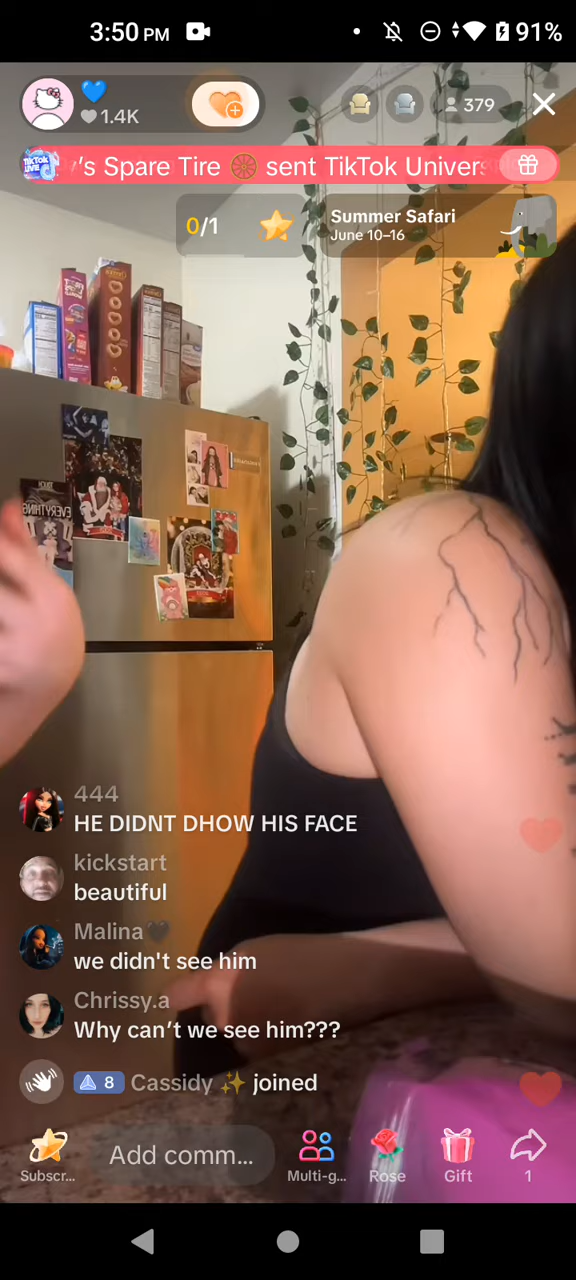 3:50 PM
91%
💙
1.4K
379
TikTok LIVE
y's Spare Tire 🛞 sent TikTok Univers
0/1
Summer Safari
June 10–16
444
HE DIDNT DHOW HIS FACE
kickstart
beautiful
Malina🖤
we didn't see him
Chrissy.a
Why can't we see him???
8 Cassidy ✨ joined
Add comm...
Subscr...
Multi-g...
Rose
Gift
1